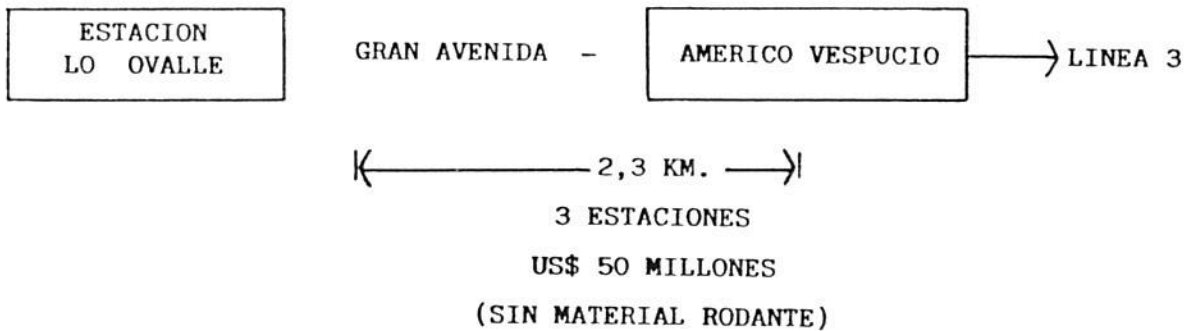 ESTACION
LO OVALLE
GRAN AVENIDA -
AMERICO VESPUCIO
LINEA 3
2,3 KM.
3 ESTACIONES
US$ 50 MILLONES
(SIN MATERIAL RODANTE)